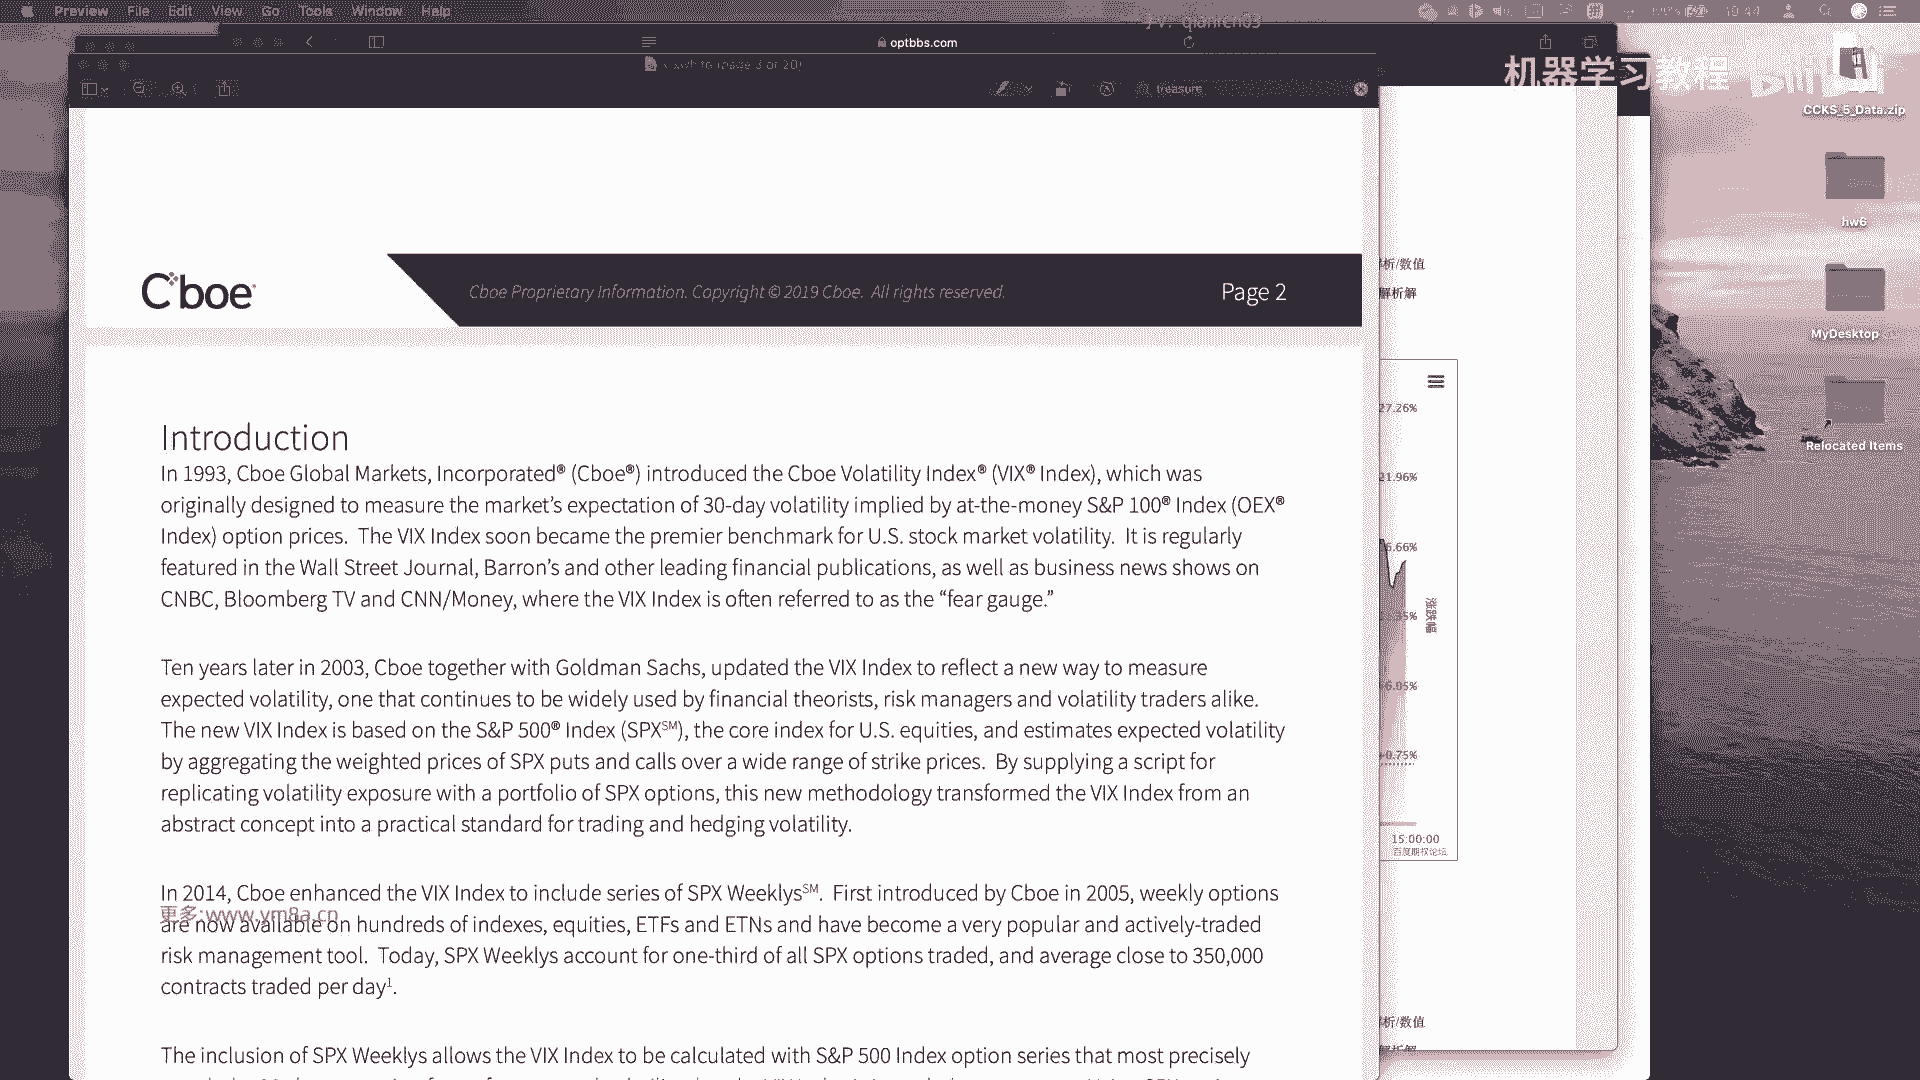 Preview File Edit View Go Tools Window Help
optbbs.com
treasure
机器学习教程
CCKS_5_Data.zip
hw6
MyDesktop
Relocated Items
Cboe
Cboe Proprietary Information. Copyright © 2019 Cboe. All rights reserved.
Page 2
Introduction
In 1993, Cboe Global Markets, Incorporated® (Cboe®) introduced the Cboe Volatility Index® (VIX® Index), which was
originally designed to measure the market’s expectation of 30-day volatility implied by at-the-money S&P 100® Index (OEX®
Index) option prices. The VIX Index soon became the premier benchmark for U.S. stock market volatility. It is regularly
featured in the Wall Street Journal, Barron’s and other leading financial publications, as well as business news shows on
CNBC, Bloomberg TV and CNN/Money, where the VIX Index is often referred to as the “fear gauge.”
Ten years later in 2003, Cboe together with Goldman Sachs, updated the VIX Index to reflect a new way to measure
expected volatility, one that continues to be widely used by financial theorists, risk managers and volatility traders alike.
The new VIX Index is based on the S&P 500® Index (SPX℠), the core index for U.S. equities, and estimates expected volatility
by aggregating the weighted prices of SPX puts and calls over a wide range of strike prices. By supplying a script for
replicating volatility exposure with a portfolio of SPX options, this new methodology transformed the VIX Index from an
abstract concept into a practical standard for trading and hedging volatility.
In 2014, Cboe enhanced the VIX Index to include series of SPX Weeklys℠. First introduced by Cboe in 2005, weekly options
更多:www.ym8a.cn
are now available on hundreds of indexes, equities, ETFs and ETNs and have become a very popular and actively-traded
risk management tool. Today, SPX Weeklys account for one-third of all SPX options traded, and average close to 350,000
contracts traded per day¹.
The inclusion of SPX Weeklys allows the VIX Index to be calculated with S&P 500 Index option series that most precisely
析/数值
解析解
27.26%
21.96%
涨跌幅
0.75%
15:00:00
百度期权论坛
析/数值